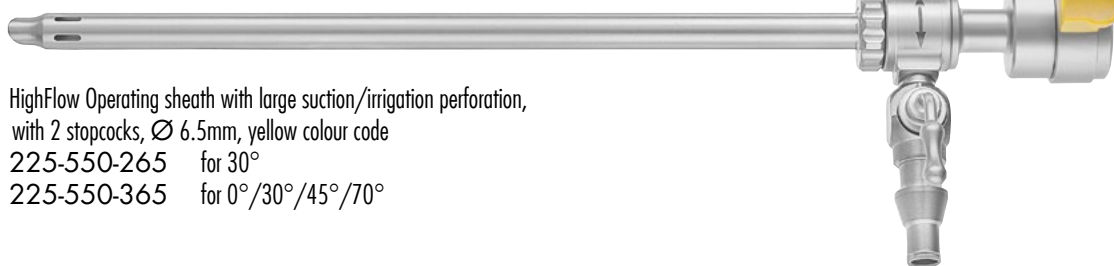 HighFlow Operating sheath with large suction/irrigation perforation,
with 2 stopcocks, Ø 6.5mm, yellow colour code
225-550-265 for 30°
225-550-365 for 0°/30°/45°/70°